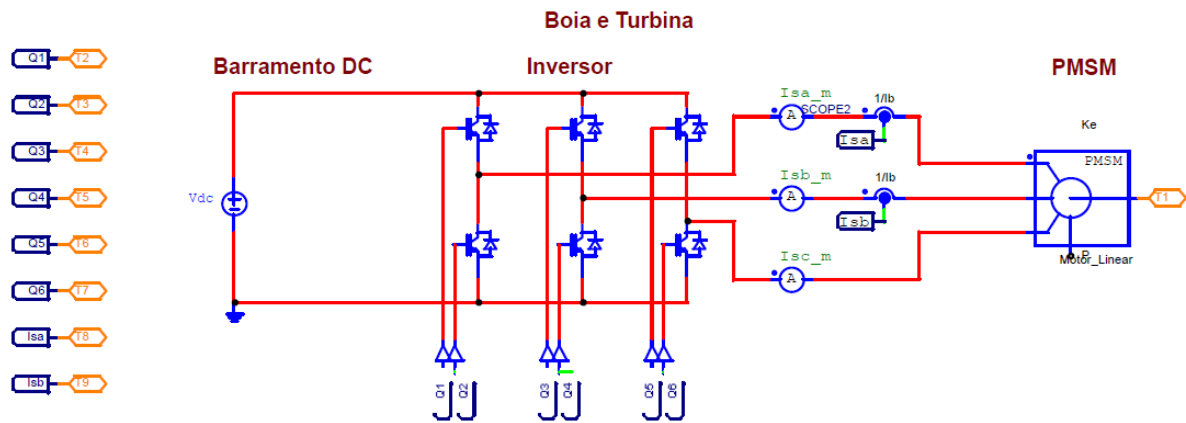 Boia e Turbina
Barramento DC
Inversor
PMSM
Q1 T2
Q2 T3
Q3 T4
Q4 T5
Q5 T6
Q6 T7
Isa T8
Isb T9
Vdc
Isa_m
SCOPE2
A
1/Ib
Isa
Isb_m
A
1/Ib
Isb
Isc_m
A
Ke
PMSM
T1
P
Motor_Linear
Q1
Q2
Q3
Q4
Q5
Q6